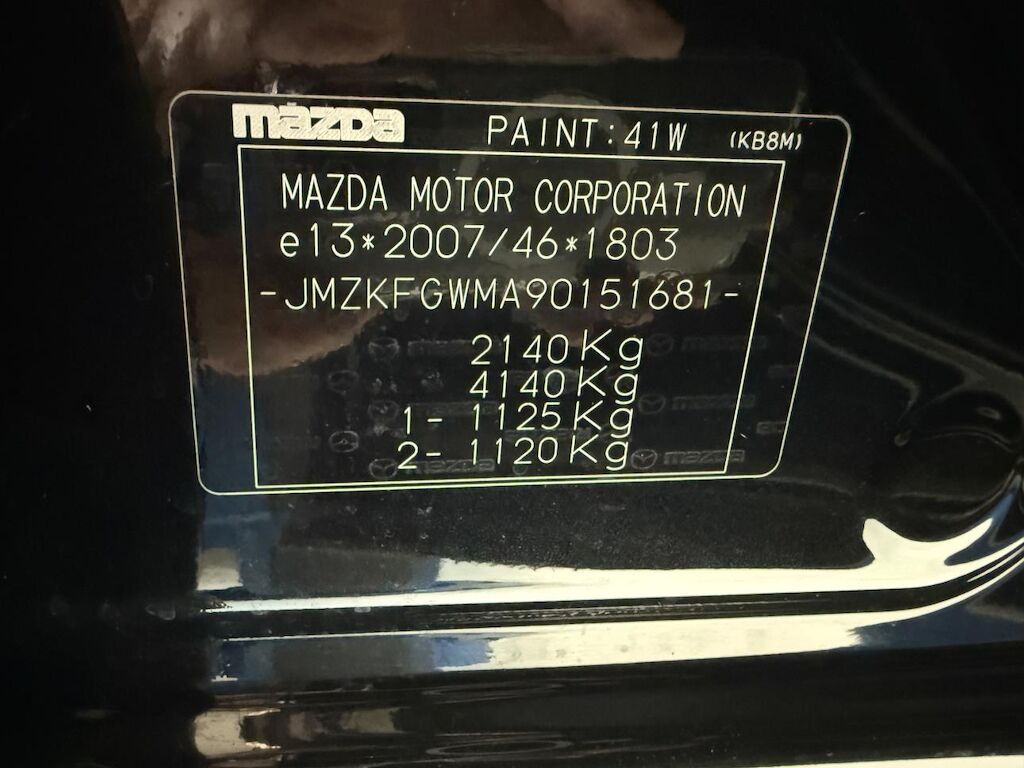 mazda PAINT:41W (KB8M)
MAZDA MOTOR CORPORATION
e13*2007/46*1803
-JMZKFGWMA90151681-
2140Kg
4140Kg
1- 1125Kg
2- 1120Kg